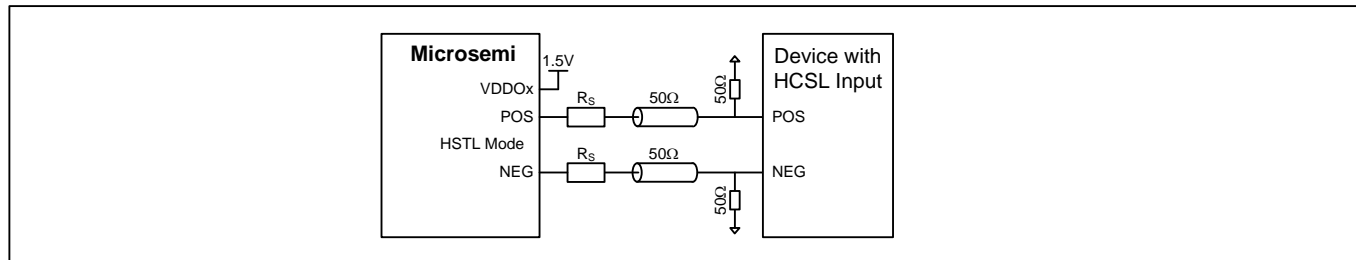 Microsemi
1.5V
VDDOx
POS
HSTL Mode
NEG
RS
50Ω
RS
50Ω
50Ω
50Ω
Device with
HCSL Input
POS
NEG